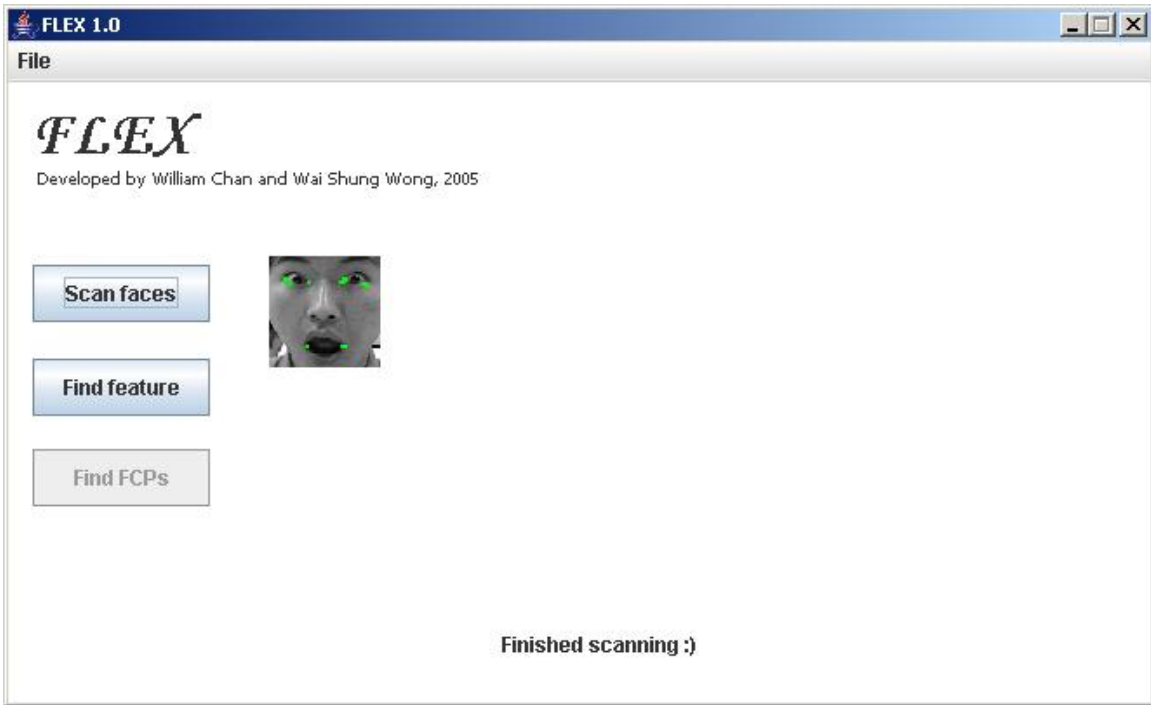 FLEX 1.0
File
FLEX
Developed by William Chan and Wai Shung Wong, 2005
Scan faces
Find feature
Find FCPs
Finished scanning :)